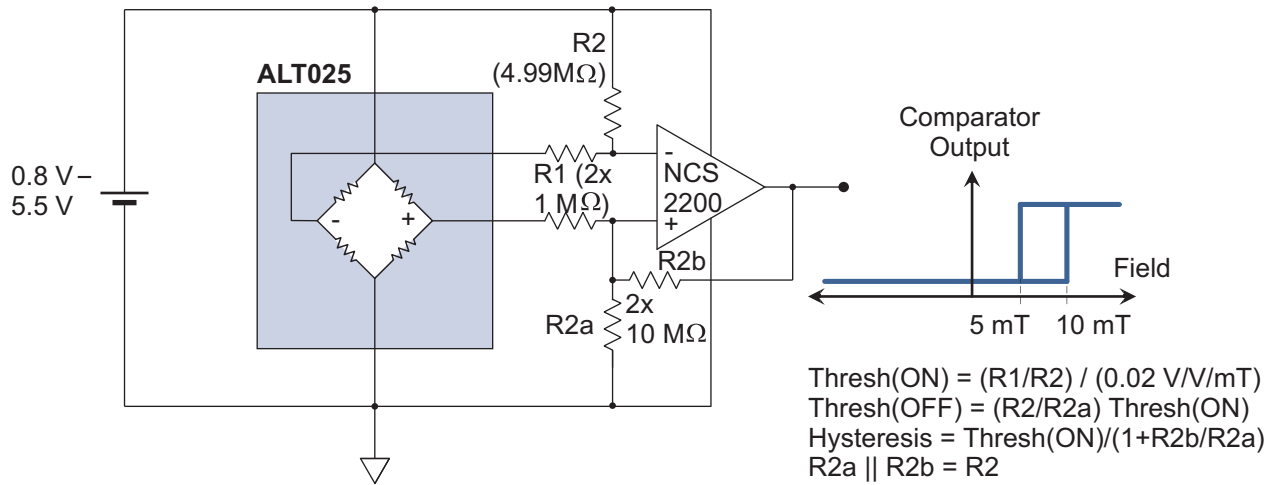 R2
(4.99MΩ)
ALT025
0.8 V –
5.5 V
R1 (2x
1 MΩ)
-
NCS
2200
+
-
+
R2b
2x
10 MΩ
R2a
Comparator
Output
Field
5 mT
10 mT
Thresh(ON) = (R1/R2) / (0.02 V/V/mT)
Thresh(OFF) = (R2/R2a) Thresh(ON)
Hysteresis = Thresh(ON)/(1+R2b/R2a)
R2a || R2b = R2